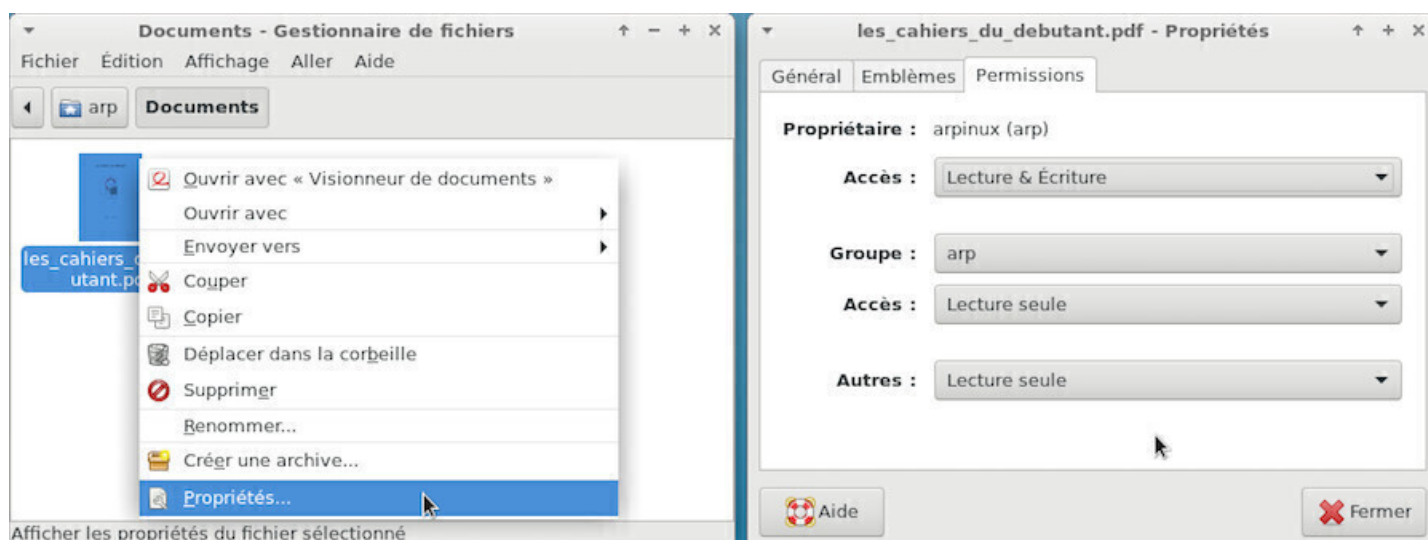 Documents - Gestionnaire de fichiers
Fichier Édition Affichage Aller Aide
arp Documents
les_cahiers_d
utant.pd
Ouvrir avec « Visionneur de documents »
Ouvrir avec
Envoyer vers
Couper
Copier
Déplacer dans la corbeille
Supprimer
Renommer...
Créer une archive...
Propriétés...
Afficher les propriétés du fichier sélectionné
les_cahiers_du_debutant.pdf - Propriétés
Général Emblèmes Permissions
Propriétaire : arpinux (arp)
Accès : Lecture & Écriture
Groupe : arp
Accès : Lecture seule
Autres : Lecture seule
Aide Fermer